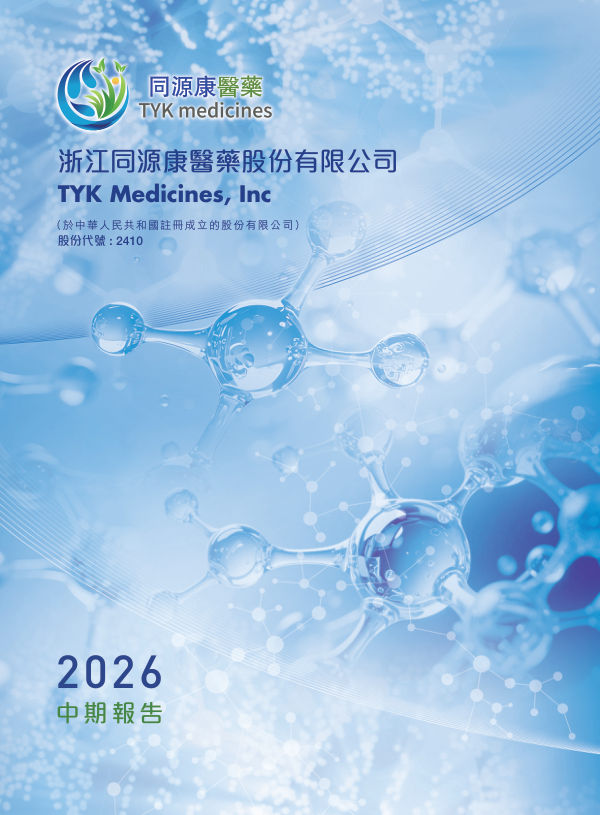 同源康醫藥
TYK medicines
浙江同源康醫藥股份有限公司
TYK Medicines, Inc
（於中華人民共和國註冊成立的股份有限公司）
股份代號 : 2410
2026
中期報告